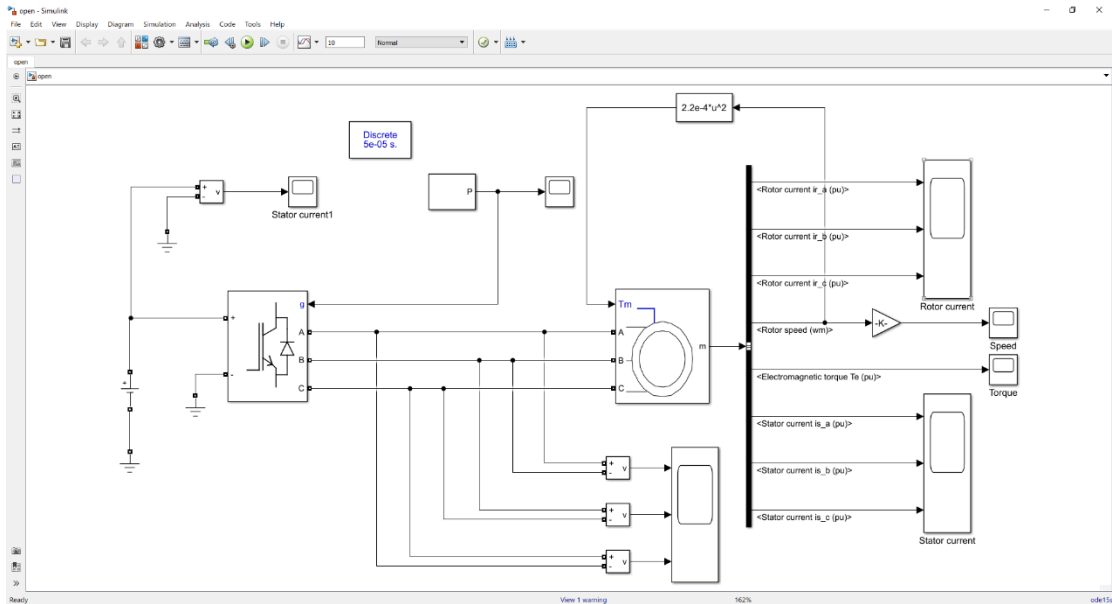 open - Simulink
File Edit View Display Diagram Simulation Analysis Code Tools Help
10 Normal
open
open
2.2e-4*u^2
Discrete
5e-05 s.
+
- v
Stator current1
P
<Rotor current ir_a (pu)>
<Rotor current ir_b (pu)>
<Rotor current ir_c (pu)>
Rotor current
g Tm
+ A A
<Rotor speed (wm)> -K-
Speed
B B m
- C C
<Electromagnetic torque Te (pu)>
Torque
+
<Stator current is_a (pu)>
+
- v
<Stator current is_b (pu)>
+
- v
<Stator current is_c (pu)>
Stator current
+
- v
Ready View 1 warning 162%